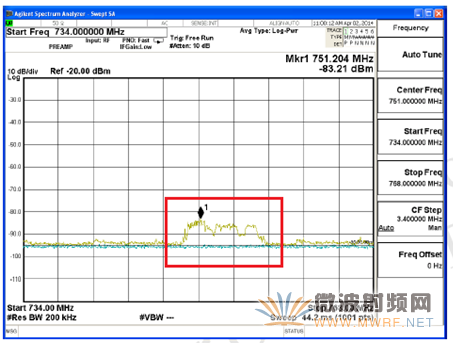 Agilent Spectrum Analyzer - Swept SA
50 Ω AC SENSE:INT ALIGN AUTO 11:00:12 AM Apr 02, 2014
Start Freq 734.000000 MHz
PREAMP
Input: RF PNO: Fast
IFGain:Low
Trig: Free Run
#Atten: 10 dB
Avg Type: Log-Pwr
TRACE 1 2 3 4 5 6
TYPE
DET P N N N N N
Mkr1 751.204 MHz
-83.21 dBm
10 dB/div Ref -20.00 dBm
Log
-30.0
-40.0
-50.0
-60.0
-70.0
-80.0
-90.0
-100
-110
1
Start 734.00 MHz
#Res BW 200 kHz
#VBW ---
Sweep 44.2 ms (1001 pts)
MSG
STATUS
Frequency
Auto Tune
Center Freq
751.000000 MHz
Start Freq
734.000000 MHz
Stop Freq
768.000000 MHz
CF Step
3.400000 MHz
Auto Man
Freq Offset
0 Hz
微波射频网
WWW.MWRF.NET